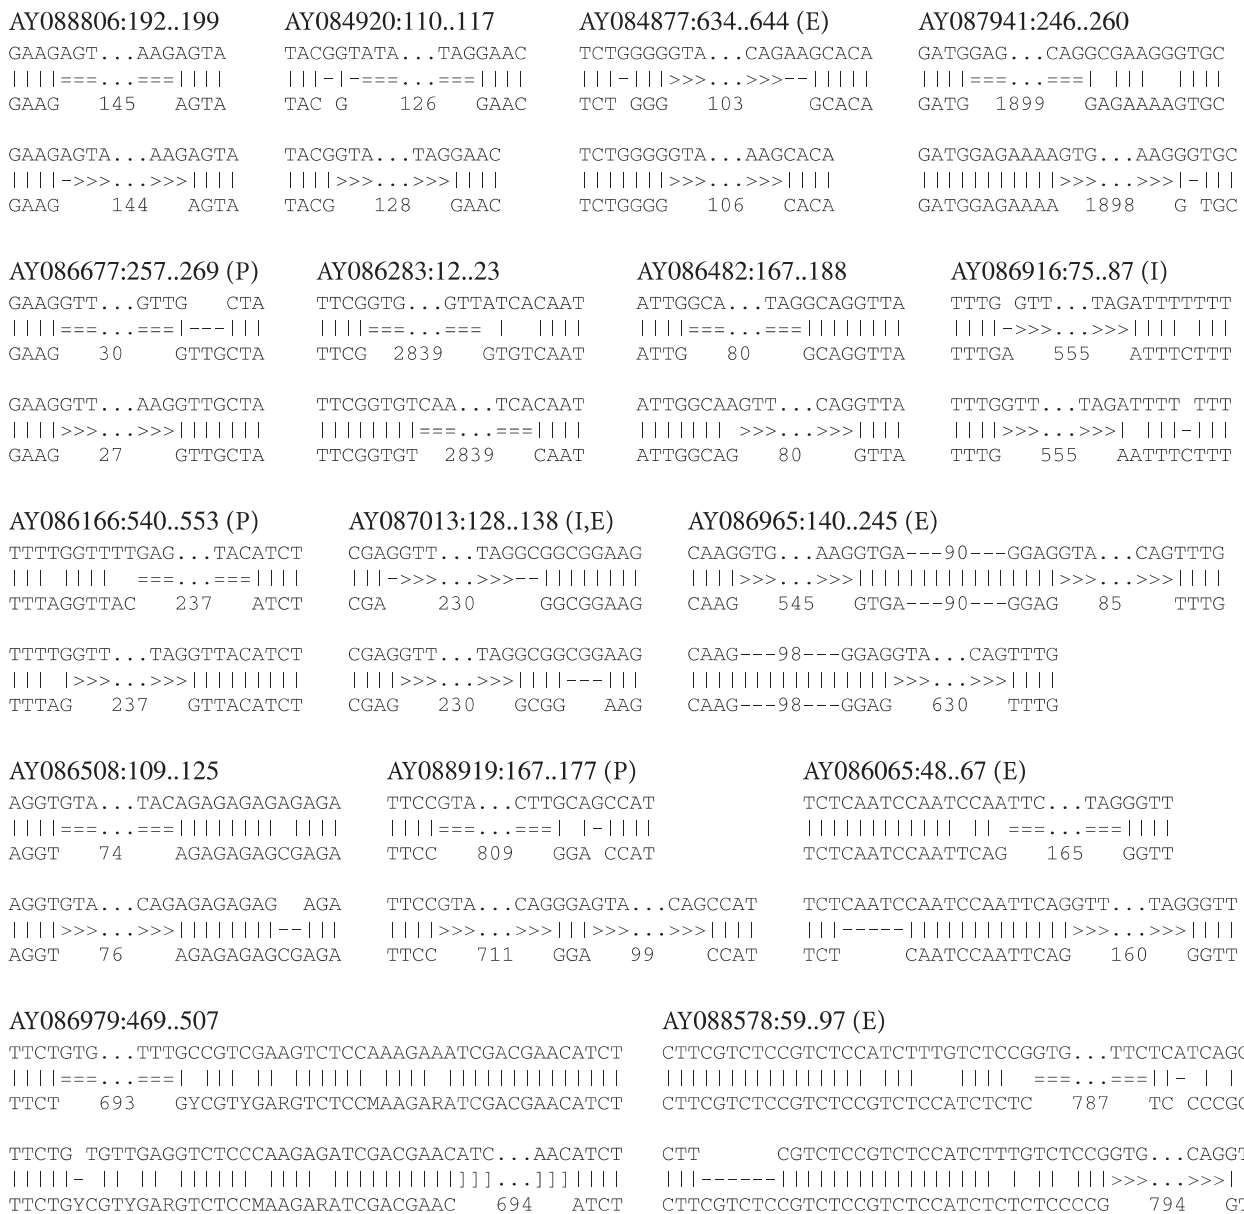 AY088806:192..199 AY084920:110..117 AY084877:634..644 (E) AY087941:246..260
GAAGAGT...AAGAGTA TACGGTATA...TAGGAAC TCTGGGGGTA...CAGAAGCACA GATGGAG...CAGGCGAAGGGTGC
||||===...===|||| |||-|-===...===|||| |||-|||>>>...>>>--||||| ||||===...===| ||| ||||
GAAG 145 AGTA TAC G 126 GAAC TCT GGG 103 GCACA GATG 1899 GAGAAAAGTGC
GAAGAGTA...AAGAGTA TACGGTA...TAGGAAC TCTGGGGGTA...AAGCACA GATGGAGAAAAGTG...AAGGGTGC
||||->>>...>>>|||| ||||>>>...>>>|||| |||||||>>>...>>>|||| |||||||||||>>>...>>>|-|||
GAAG 144 AGTA TACG 128 GAAC TCTGGGG 106 CACA GATGGAGAAAA 1898 G TGC
AY086677:257..269 (P) AY086283:12..23 AY086482:167..188 AY086916:75..87 (I)
GAAGGTT...GTTG CTA TTCGGTG...GTTATCACAAT ATTGGCA...TAGGCAGGTTA TTTG GTT...TAGATTTTTTT
||||===...===|---||| ||||===...=== | |||| ||||===...===|||||||| ||||->>>...>>>|||| |||
GAAG 30 GTTGCTA TTCG 2839 GTGTCAAT ATTG 80 GCAGGTTA TTTGA 555 ATTTCTTT
GAAGGTT...AAGGTTGCTA TTCGGTGTCAA...TCACAAT ATTGGCAAGTT...CAGGTTA TTTGGTT...TAGATTTT TTT
||||>>>...>>>||||||| ||||||||===...===|||| ||||||| >>>...>>>|||| ||||>>>...>>>| |||-|||
GAAG 27 GTTGCTA TTCGGTGT 2839 CAAT ATTGGCAG 80 GTTA TTTG 555 AATTTCTTT
AY086166:540..553 (P) AY087013:128..138 (I,E) AY086965:140..245 (E)
TTTTGGTTTTGAG...TACATCT CGAGGTT...TAGGCGGCGGAAG CAAGGTG...AAGGTGA---90---GGAGGTA...CAGTTTG
||| |||| ===...===|||| |||->>>...>>>--|||||||| ||||>>>...>>>||||||||||||||||>>>...>>>||||
TTTAGGTTAC 237 ATCT CGA 230 GGCGGAAG CAAG 545 GTGA---90---GGAG 85 TTTG
TTTTGGTT...TAGGTTACATCT CGAGGTT...TAGGCGGCGGAAG CAAG---98---GGAGGTA...CAGTTTG
||| |>>>...>>>||||||||| ||||>>>...>>>||||---||| ||||||||||||||||>>>...>>>||||
TTTAG 237 GTTACATCT CGAG 230 GCGG AAG CAAG---98---GGAG 630 TTTG
AY086508:109..125 AY088919:167..177 (P) AY086065:48..67 (E)
AGGTGTA...TACAGAGAGAGAGAGA TTCCGTA...CTTGCAGCCAT TCTCAATCCAATCCAATTC...TAGGGTT
||||===...===|||||||| |||| ||||===...===| |-|||| |||||||||||| || ===...===||||
AGGT 74 AGAGAGAGCGAGA TTCC 809 GGA CCAT TCTCAATCCAATTCAG 165 GGTT
AGGTGTA...CAGAGAGAGAG AGA TTCCGTA...CAGGGAGTA...CAGCCAT TCTCAATCCAATCCAATTCAGGTT...TAGGGTT
||||>>>...>>>||||||||--||| ||||>>>...>>>|||>>>...>>>|||| |||-----|||||||||||||>>>...>>>||||
AGGT 76 AGAGAGAGCGAGA TTCC 711 GGA 99 CCAT TCT CAATCCAATTCAG 160 GGTT
AY086979:469..507 AY088578:59..97 (E)
TTCTGTG...TTTGCCGTCGAAGTCTCCAAAGAAATCGACGAACATCT CTTCGTCTCCGTCTCCATCTTTGTCTCCGGTG...TTCTCATCAGC
||||===...===| ||| || |||||||| |||| |||||||||||||| |||||||||||||||| ||| |||| ===...===||- | |
TTCT 693 GYCGTYGARGTCTCCMAAGARATCGACGAACATCT CTTCGTCTCCGTCTCCGTCTCCATCTCTC 787 TC CCCGC
TTCTG TGTTGAGGTCTCCCAAGAGATCGACGAACATC...AACATCT CTT CGTCTCCGTCTCCATCTTTGTCTCCGGTG...CAGGT
|||||- || || |||||||| |||| |||||||||||]]]...]]]|||| |||------|||||||||||||||||| | || |||>>>...>>>|
TTCTGYCGTYGARGTCTCCMAAGARATCGACGAAC 694 ATCT CTTCGTCTCCGTCTCCGTCTCCATCTCTCTCCCCG 794 GT